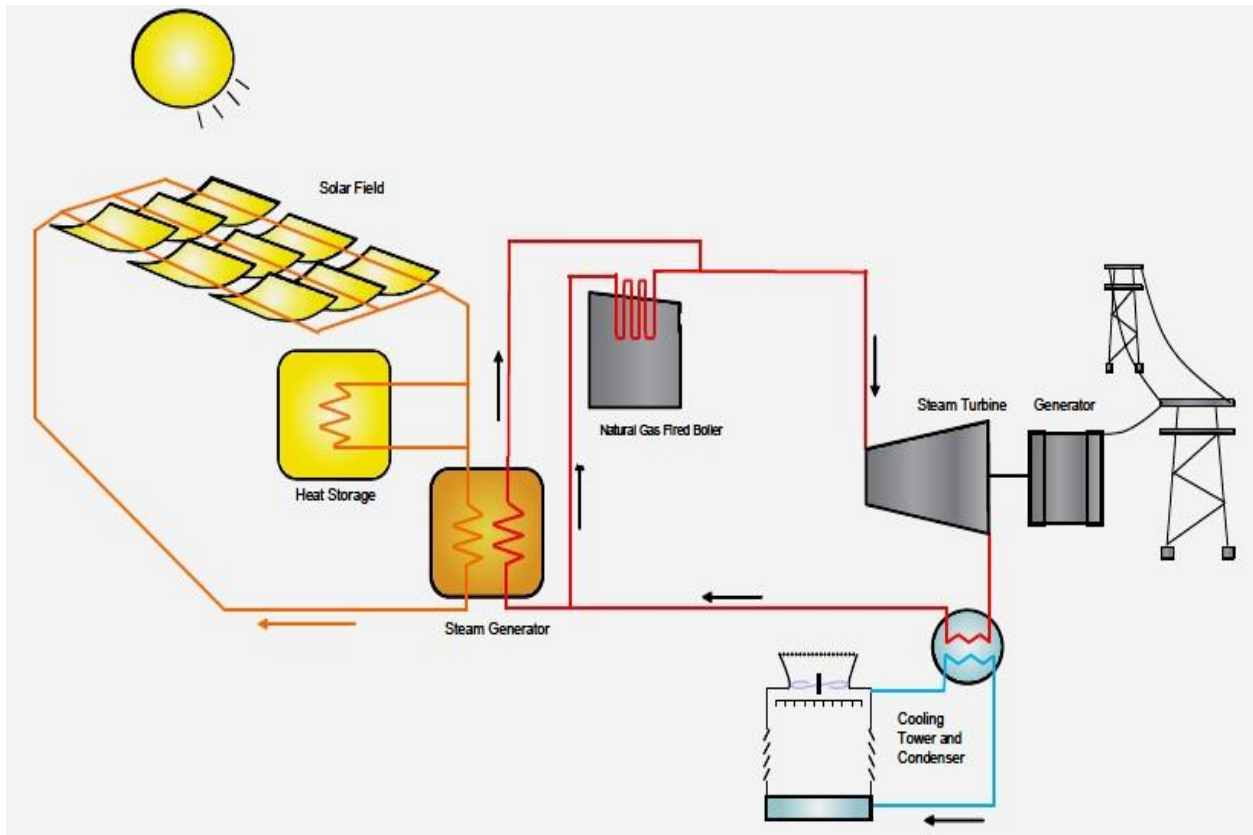 Solar Field
Steam Turbine
Generator
Natural Gas Fired Boiler
Heat Storage
Steam Generator
Cooling
Tower and
Condenser